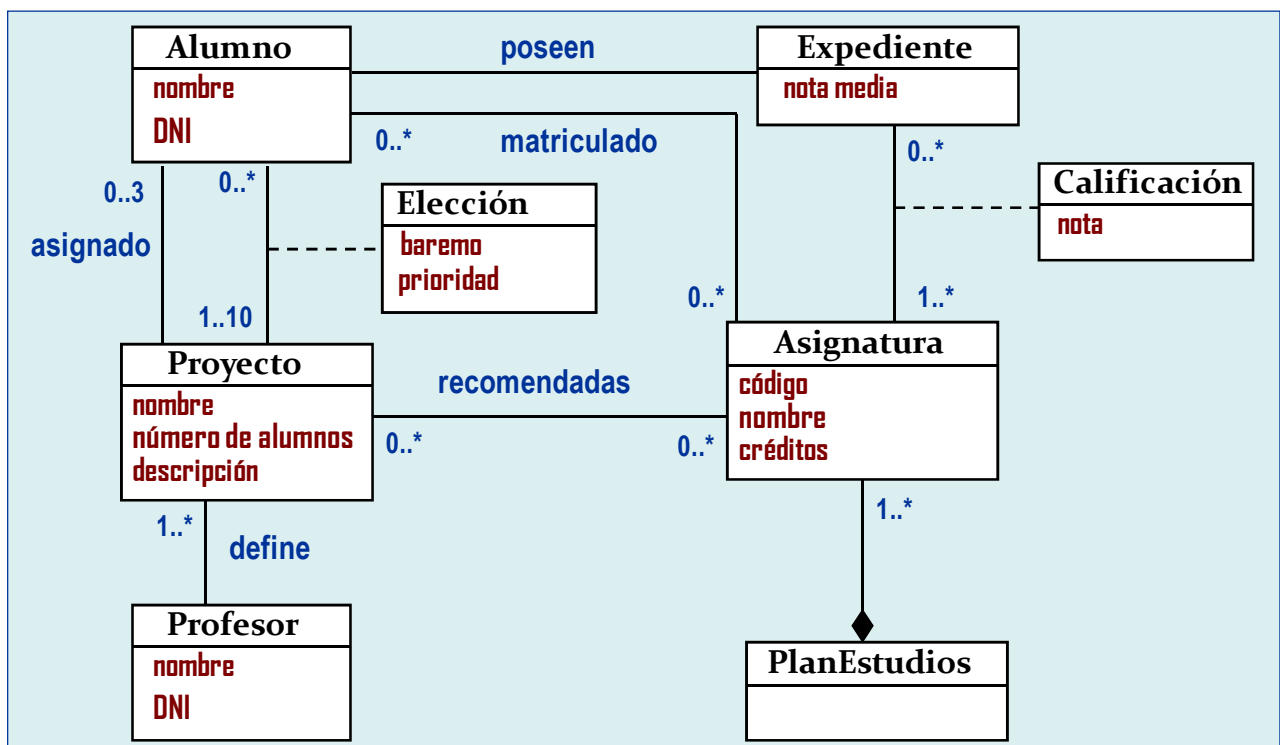 Alumno
nombre
DNI
poseen
Expediente
nota media
0..*
matriculado
0..*
0..3
0..*
asignado
Elección
baremo
prioridad
Calificación
nota
1..10
0..*
1..*
Proyecto
nombre
número de alumnos
descripción
recomendadas
0..*
0..*
Asignatura
código
nombre
créditos
1..*
define
1..*
Profesor
nombre
DNI
PlanEstudios